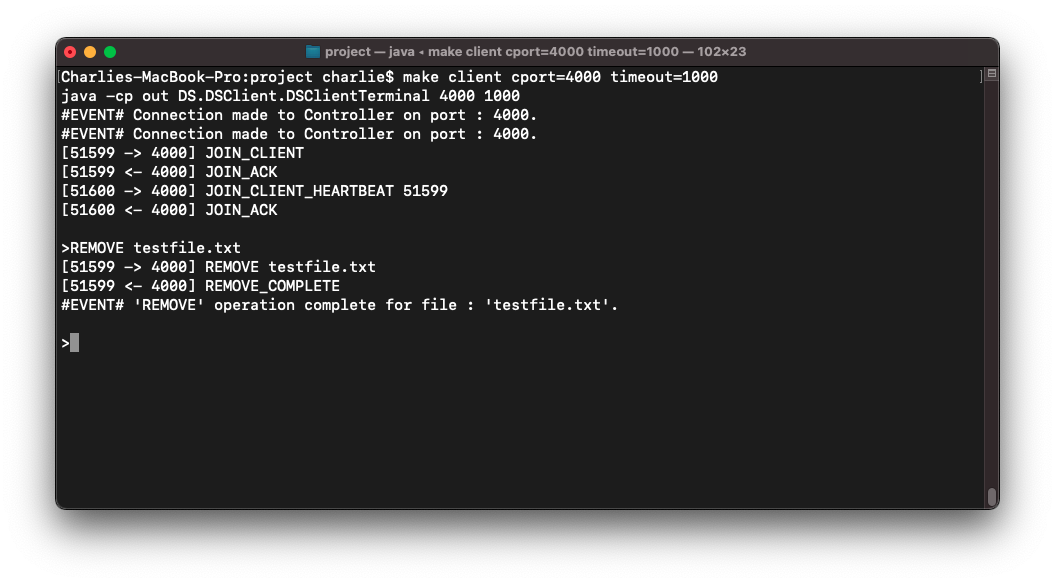 project — java ◂ make client cport=4000 timeout=1000 — 102×23
[Charlies-MacBook-Pro:project charlie$ make client cport=4000 timeout=1000 ]
java -cp out DS.DSClient.DSClientTerminal 4000 1000
#EVENT# Connection made to Controller on port : 4000.
#EVENT# Connection made to Controller on port : 4000.
[51599 -> 4000] JOIN_CLIENT
[51599 <- 4000] JOIN_ACK
[51600 -> 4000] JOIN_CLIENT_HEARTBEAT 51599
[51600 <- 4000] JOIN_ACK
>REMOVE testfile.txt
[51599 -> 4000] REMOVE testfile.txt
[51599 <- 4000] REMOVE_COMPLETE
#EVENT# 'REMOVE' operation complete for file : 'testfile.txt'.
>